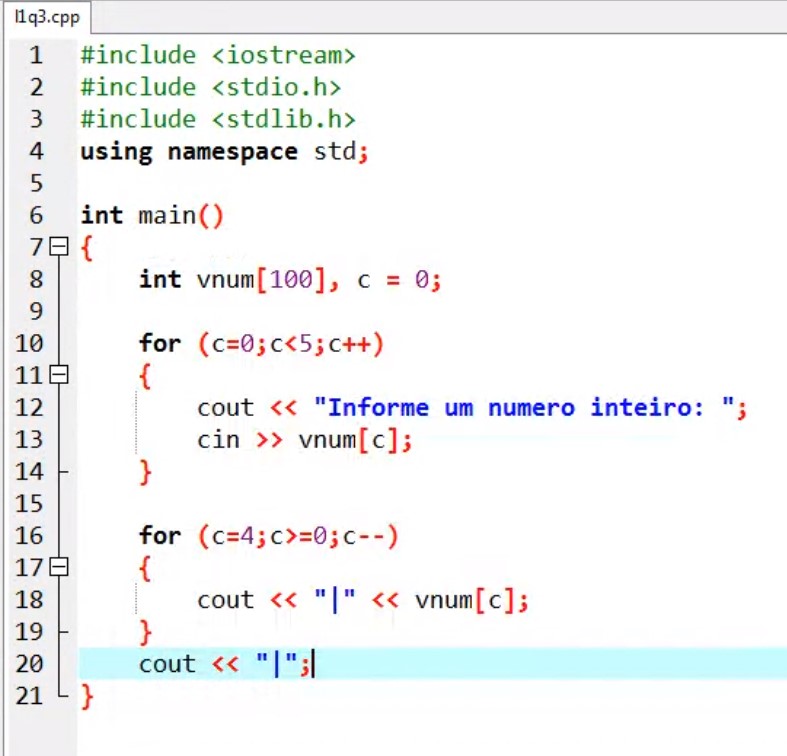 l1q3.cpp
1 #include <iostream>
2 #include <stdio.h>
3 #include <stdlib.h>
4 using namespace std;
5
6 int main()
7 {
8     int vnum[100], c = 0;
9
10     for (c=0;c<5;c++)
11     {
12         cout << "Informe um numero inteiro: ";
13         cin >> vnum[c];
14     }
15
16     for (c=4;c>=0;c--)
17     {
18         cout << "|" << vnum[c];
19     }
20     cout << "|";
21 }